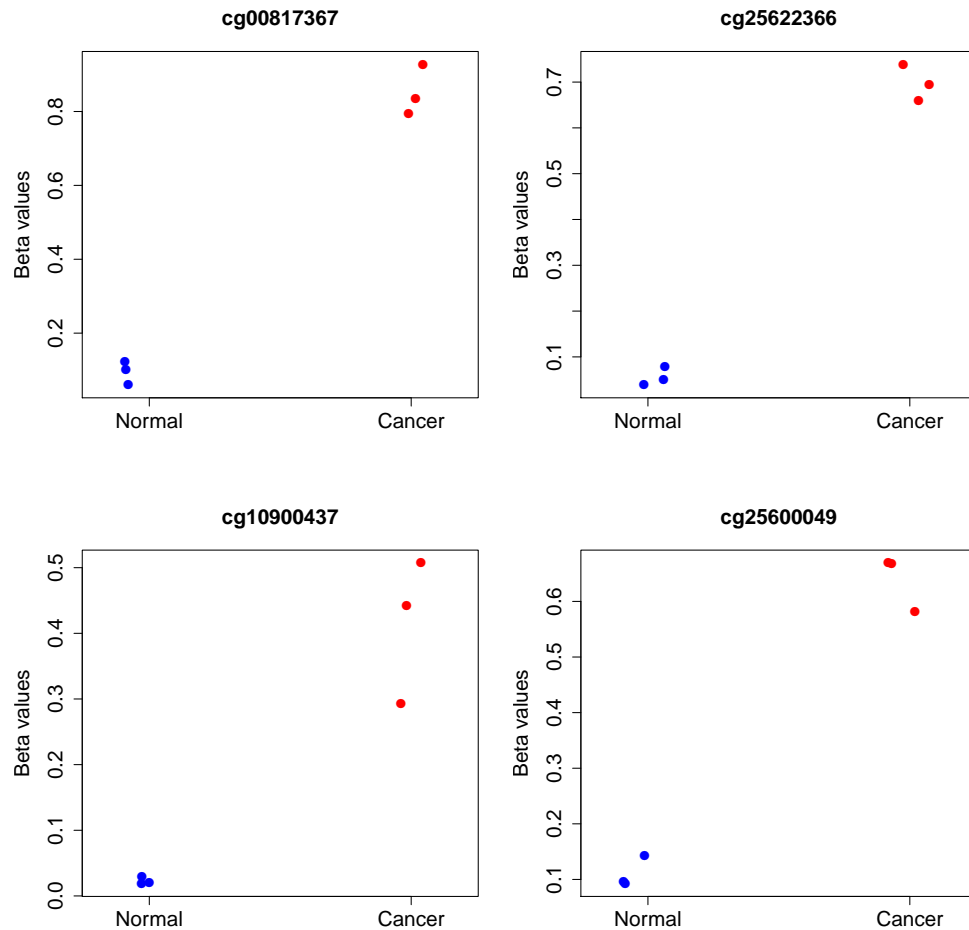 cg00817367
Beta values
0.2 0.4 0.6 0.8
Normal Cancer
cg25622366
Beta values
0.1 0.3 0.5 0.7
Normal Cancer
cg10900437
Beta values
0.0 0.1 0.2 0.3 0.4 0.5
Normal Cancer
cg25600049
Beta values
0.1 0.2 0.3 0.4 0.5 0.6
Normal Cancer